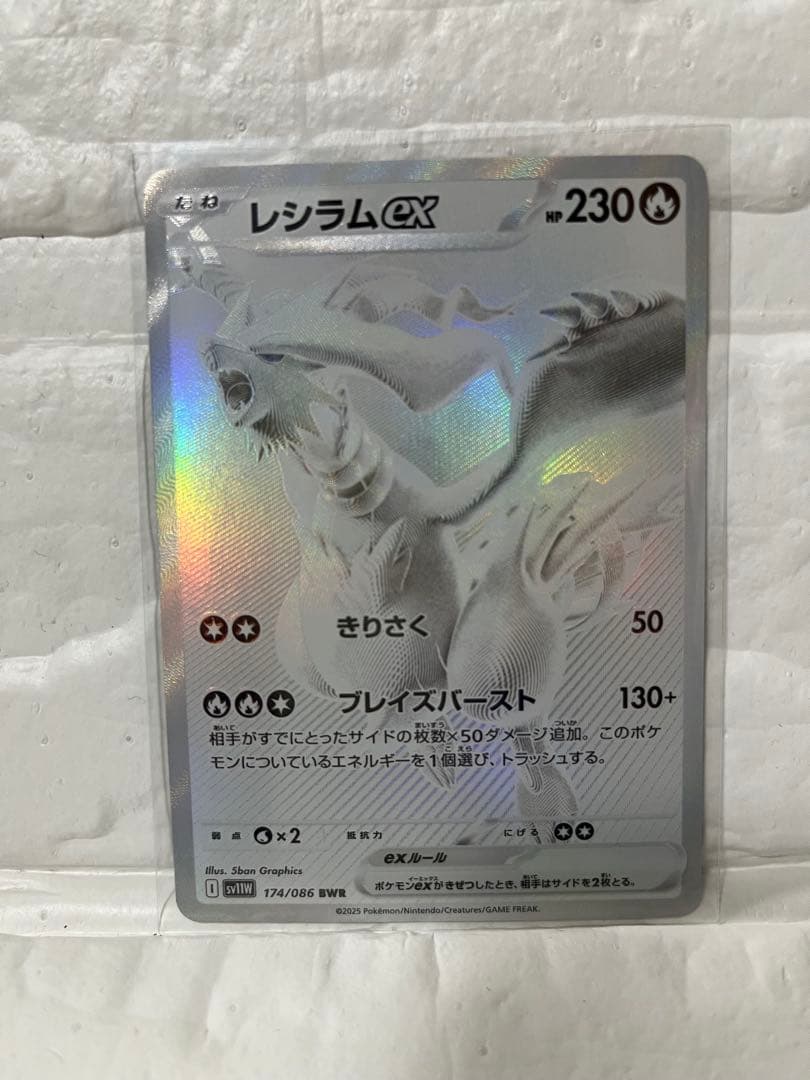 たね レシラムex HP230
きりさく 50
ブレイズバースト 130+
相手がすでにとったサイドの枚数×50ダメージ追加。このポケ
モンについているエネルギーを1個選び、トラッシュする。
弱点 ×2 抵抗力 にげる
exルール
ポケモンexがきぜつしたとき、相手はサイドを2枚とる。
Illus. 5ban Graphics
I sv11W 174/086 BWR
©2025 Pokémon/Nintendo/Creatures/GAME FREAK.